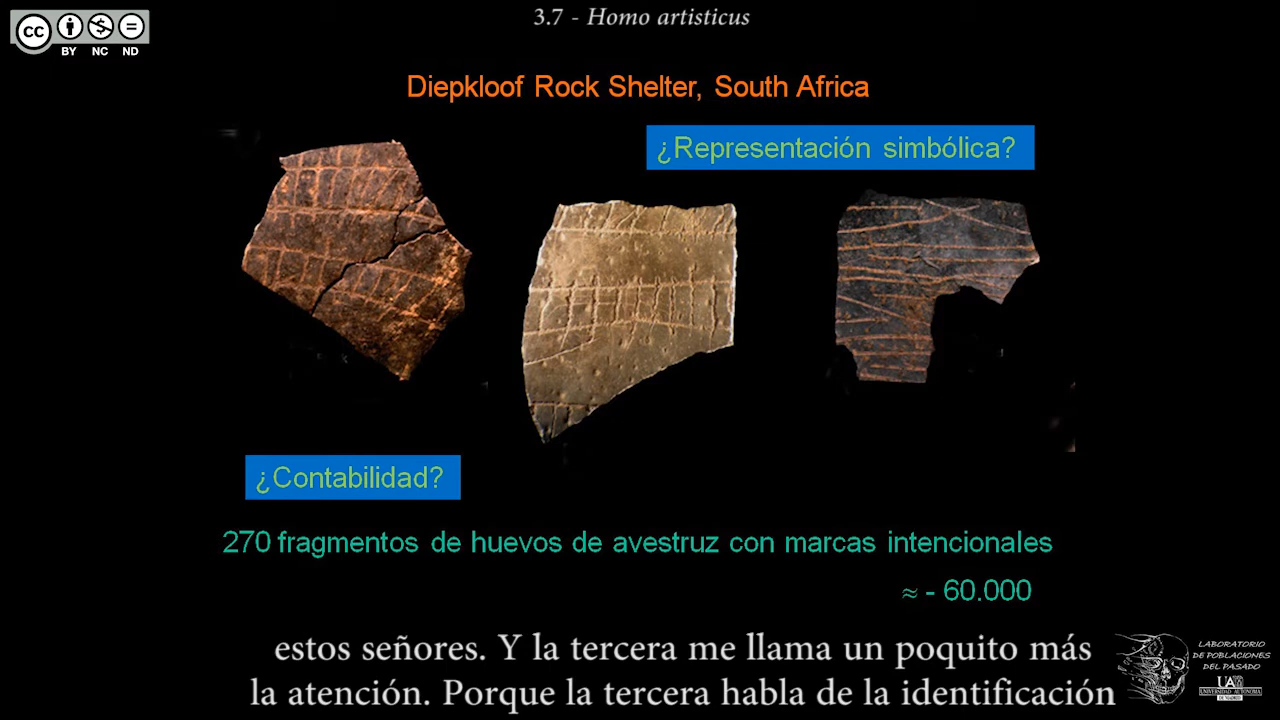 cc
BY NC ND
3.7 - Homo artisticus
Diepkloof Rock Shelter, South Africa
¿Representación simbólica?
¿Contabilidad?
270 fragmentos de huevos de avestruz con marcas intencionales
≈ - 60.000
estos señores. Y la tercera me llama un poquito más
la atención. Porque la tercera habla de la identificación
LABORATORIO
DE POBLACIONES
DEL PASADO
UAM
UNIVERSIDAD AUTONOMA
DE MADRID